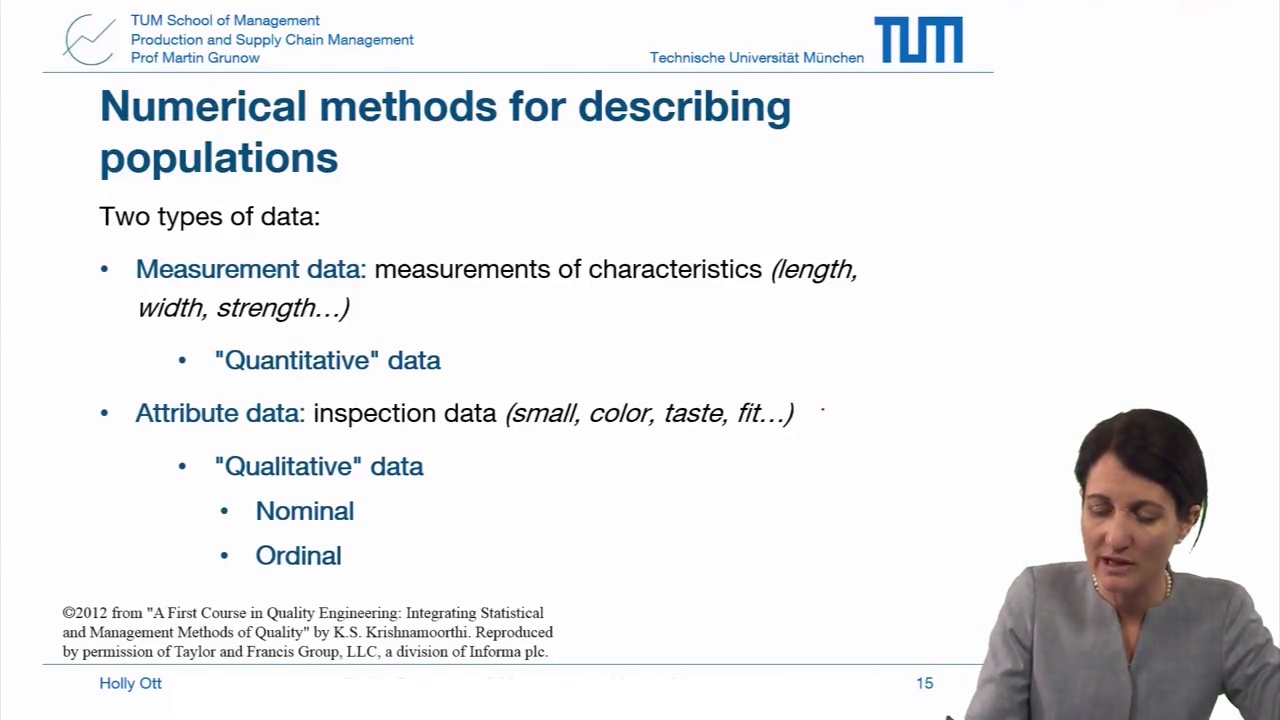 TUM School of Management
Production and Supply Chain Management
Prof Martin Grunow
Technische Universität München
TUM
Numerical methods for describing
populations
Two types of data:
• Measurement data: measurements of characteristics (length,
width, strength…)
• "Quantitative" data
• Attribute data: inspection data (small, color, taste, fit…)
• "Qualitative" data
• Nominal
• Ordinal
©2012 from "A First Course in Quality Engineering: Integrating Statistical
and Management Methods of Quality" by K.S. Krishnamoorthi. Reproduced
by permission of Taylor and Francis Group, LLC, a division of Informa plc.
Holly Ott
15